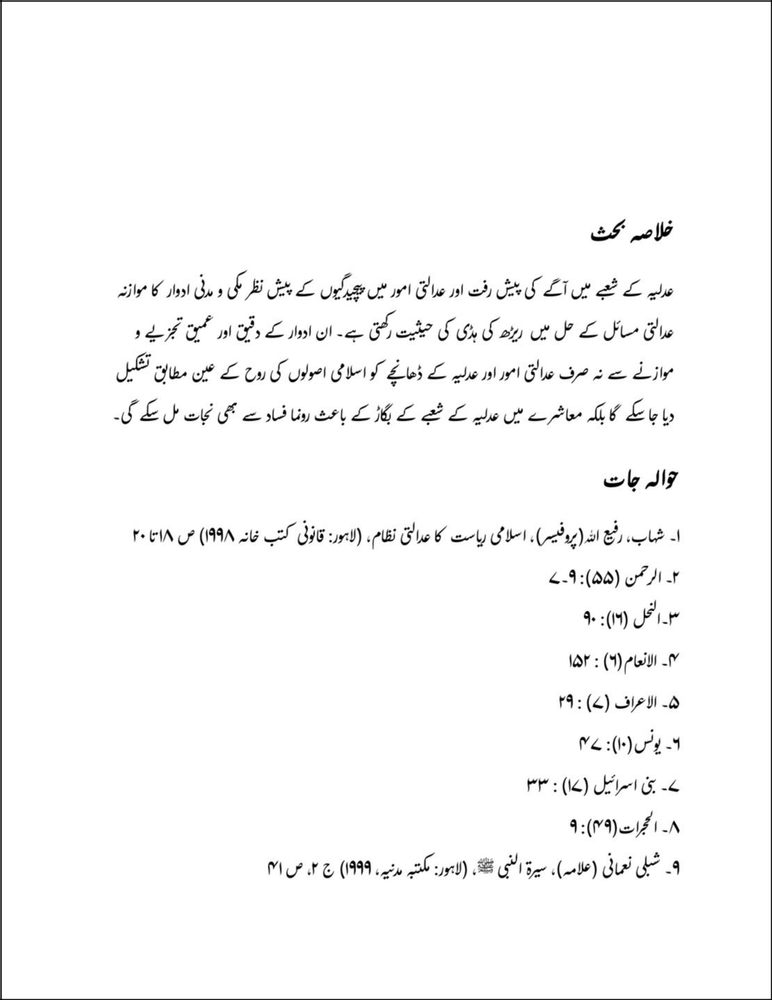 خلاصہ بحث
عدلیہ کے شعبے میں آگے کی پیش رفت اور عدالتی امور میں پیچیدگیوں کے پیش نظر مکی و مدنی ادوار کا موازنہ
عدالتی مسائل کے حل میں ریڑھ کی ہڈی کی حیثیت رکھتی ہے۔ ان ادوار کے دقیق اور عمیق تجزیے و
موازنے سے نہ صرف عدالتی امور اور عدلیہ کے ڈھانچے کو اسلامی اصولوں کی روح کے عین مطابق تشکیل
دیا جا سکے گا بلکہ معاشرے میں عدلیہ کے شعبے کے بگاڑ کے باعث رونما فساد سے بھی نجات مل سکے گی۔
حوالہ جات
۱۔ شہاب، رفیع اللہ (پروفیسر)، اسلامی ریاست کا عدالتی نظام، (لاہور: قانونی کتب خانہ ۱۹۹۸) ص ۱۸ تا ۲۰
۲۔ الرحمن (۵۵): ۹۔۷
۳۔ النحل (۱۶): ۹۰
۴۔ الانعام (۶) : ۱۵۲
۵۔ الاعراف (۷) : ۲۹
۶۔ یونس (۱۰): ۴۷
۷۔ بنی اسرائیل (۱۷) : ۳۳
۸۔ الحجرات (۴۹): ۹
۹۔ شبلی نعمانی (علامہ)، سیرۃ النبی ﷺ، (لاہور: مکتبہ مدنیہ، ۱۹۹۹) ج ۲، ص ۴۱